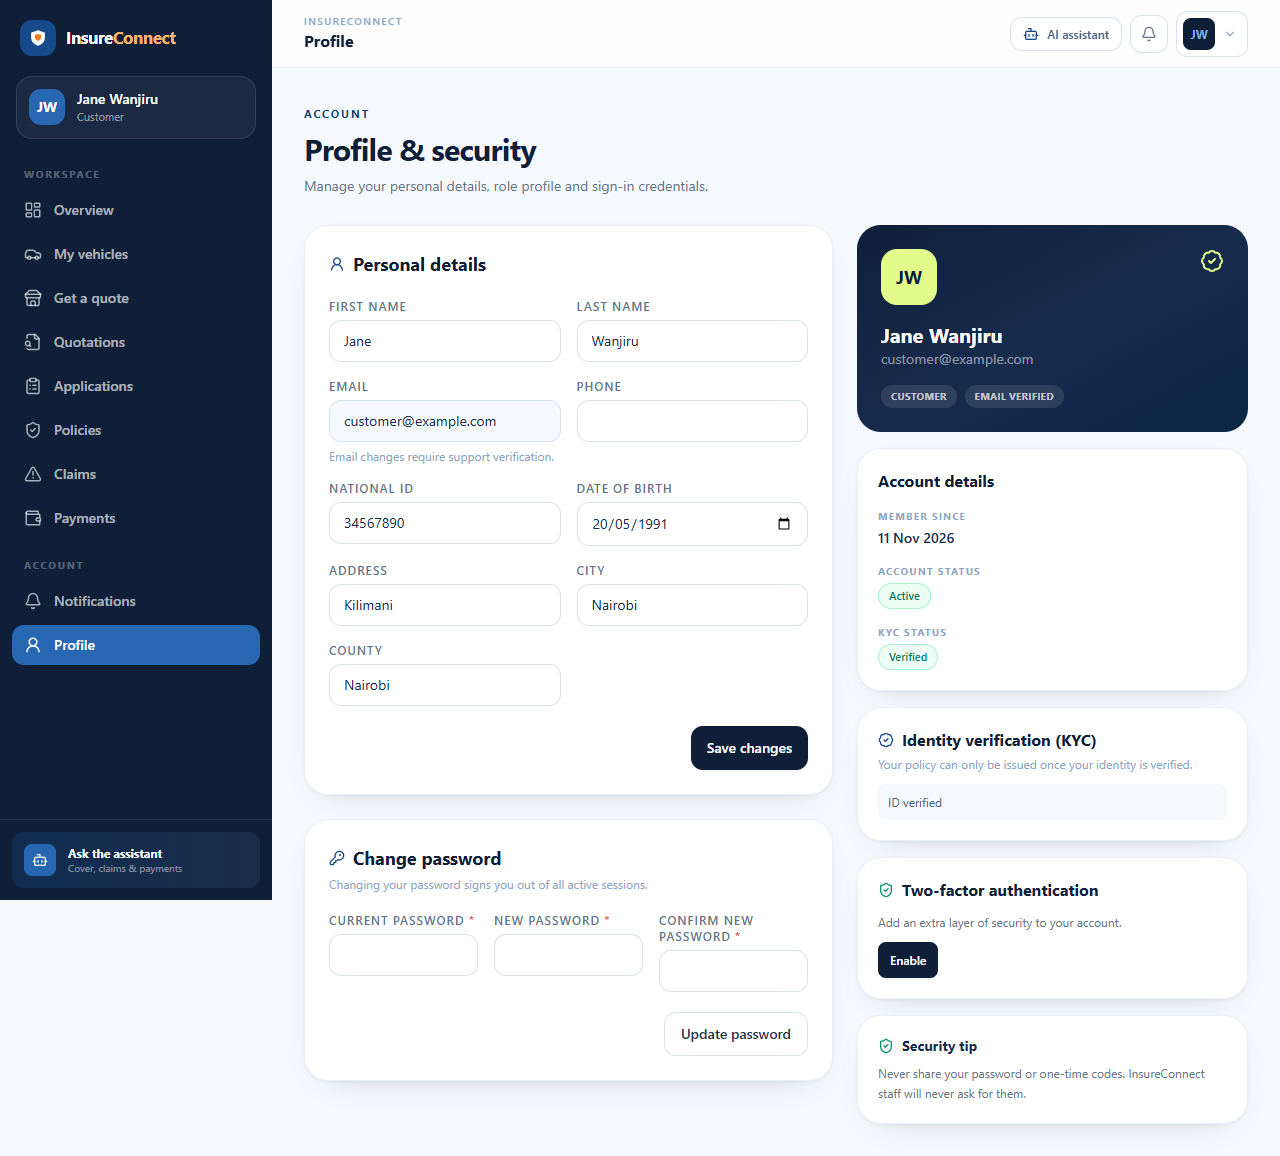 InsureConnect
JW
Jane Wanjiru
Customer
WORKSPACE
Overview
My vehicles
Get a quote
Quotations
Applications
Policies
Claims
Payments
ACCOUNT
Notifications
Profile
Ask the assistant
Cover, claims & payments
INSURECONNECT
Profile
AI assistant
JW
ACCOUNT
Profile & security
Manage your personal details, role profile and sign-in credentials.
Personal details
FIRST NAME
Jane
LAST NAME
Wanjiru
EMAIL
customer@example.com
Email changes require support verification.
PHONE
NATIONAL ID
34567890
DATE OF BIRTH
20/05/1991
ADDRESS
Kilimani
CITY
Nairobi
COUNTY
Nairobi
Save changes
Change password
Changing your password signs you out of all active sessions.
CURRENT PASSWORD *
NEW PASSWORD *
CONFIRM NEW
PASSWORD *
Update password
JW
Jane Wanjiru
customer@example.com
CUSTOMER
EMAIL VERIFIED
Account details
MEMBER SINCE
11 Nov 2026
ACCOUNT STATUS
Active
KYC STATUS
Verified
Identity verification (KYC)
Your policy can only be issued once your identity is verified.
ID verified
Two-factor authentication
Add an extra layer of security to your account.
Enable
Security tip
Never share your password or one-time codes. InsureConnect
staff will never ask for them.